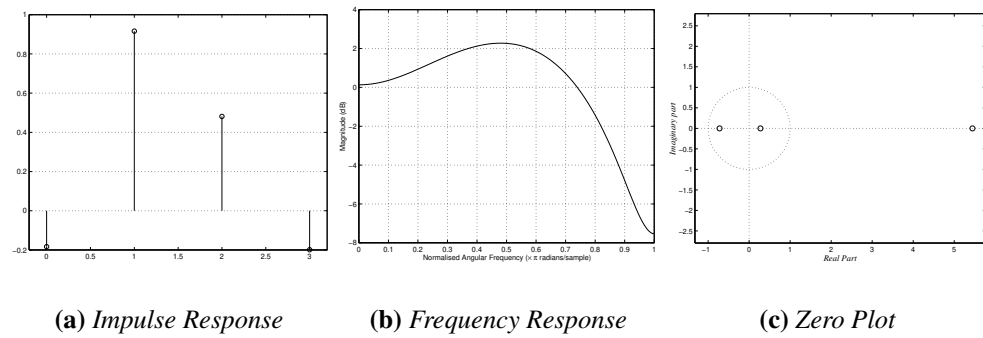 1
0.8
0.6
0.4
0.2
0
−0.2
0 0.5 1 1.5 2 2.5 3
(a) Impulse Response
4
2
0
−2
−4
−6
−8
Magnitude (dB)
0 0.1 0.2 0.3 0.4 0.5 0.6 0.7 0.8 0.9 1
Normalised Angular Frequency (× π radians/sample)
(b) Frequency Response
2.5
2
1.5
1
0.5
0
−0.5
−1
−1.5
−2
−2.5
Imaginary part
−1 0 1 2 3 4 5
Real Part
(c) Zero Plot